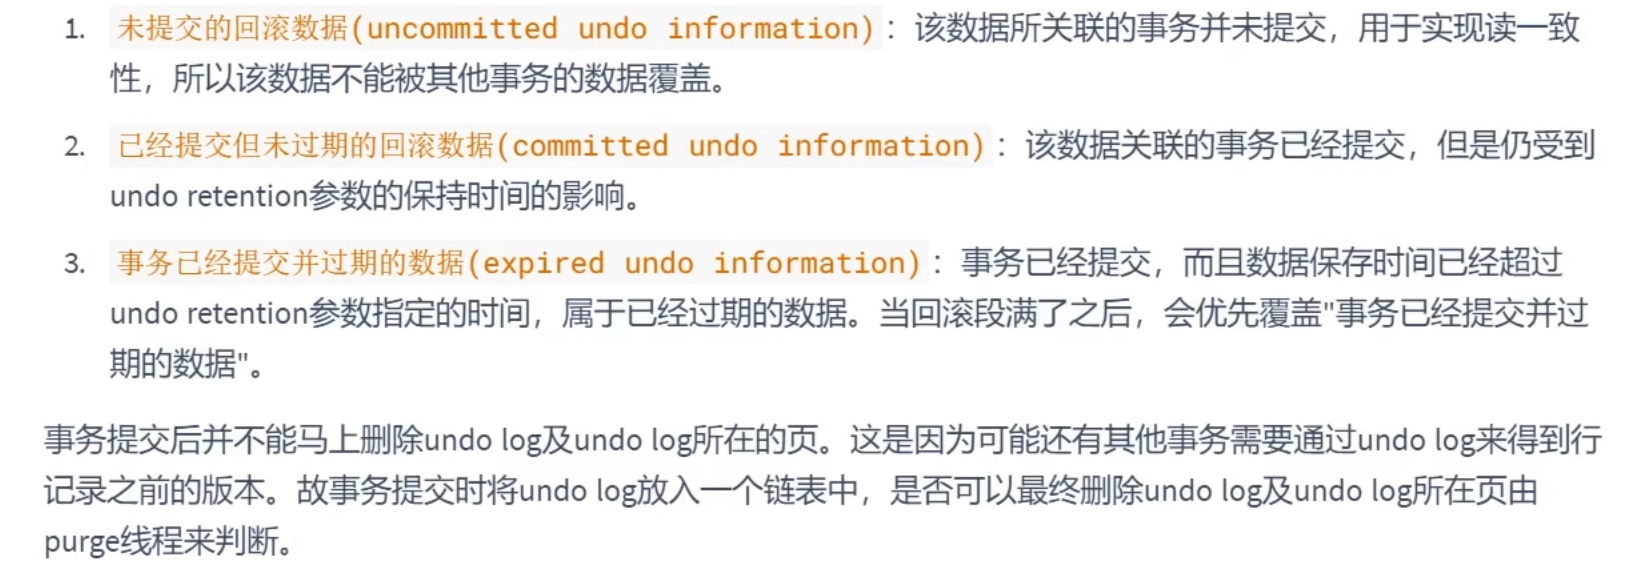 1. 未提交的回滚数据(uncommitted undo information)：该数据所关联的事务并未提交，用于实现读一致
性，所以该数据不能被其他事务的数据覆盖。
2. 已经提交但未过期的回滚数据(committed undo information)：该数据关联的事务已经提交，但是仍受到
undo retention参数的保持时间的影响。
3. 事务已经提交并过期的数据(expired undo information)：事务已经提交，而且数据保存时间已经超过
undo retention参数指定的时间，属于已经过期的数据。当回滚段满了之后，会优先覆盖"事务已经提交并过
期的数据"。
事务提交后并不能马上删除undo log及undo log所在的页。这是因为可能还有其他事务需要通过undo log来得到行
记录之前的版本。故事务提交时将undo log放入一个链表中，是否可以最终删除undo log及undo log所在页由
purge线程来判断。